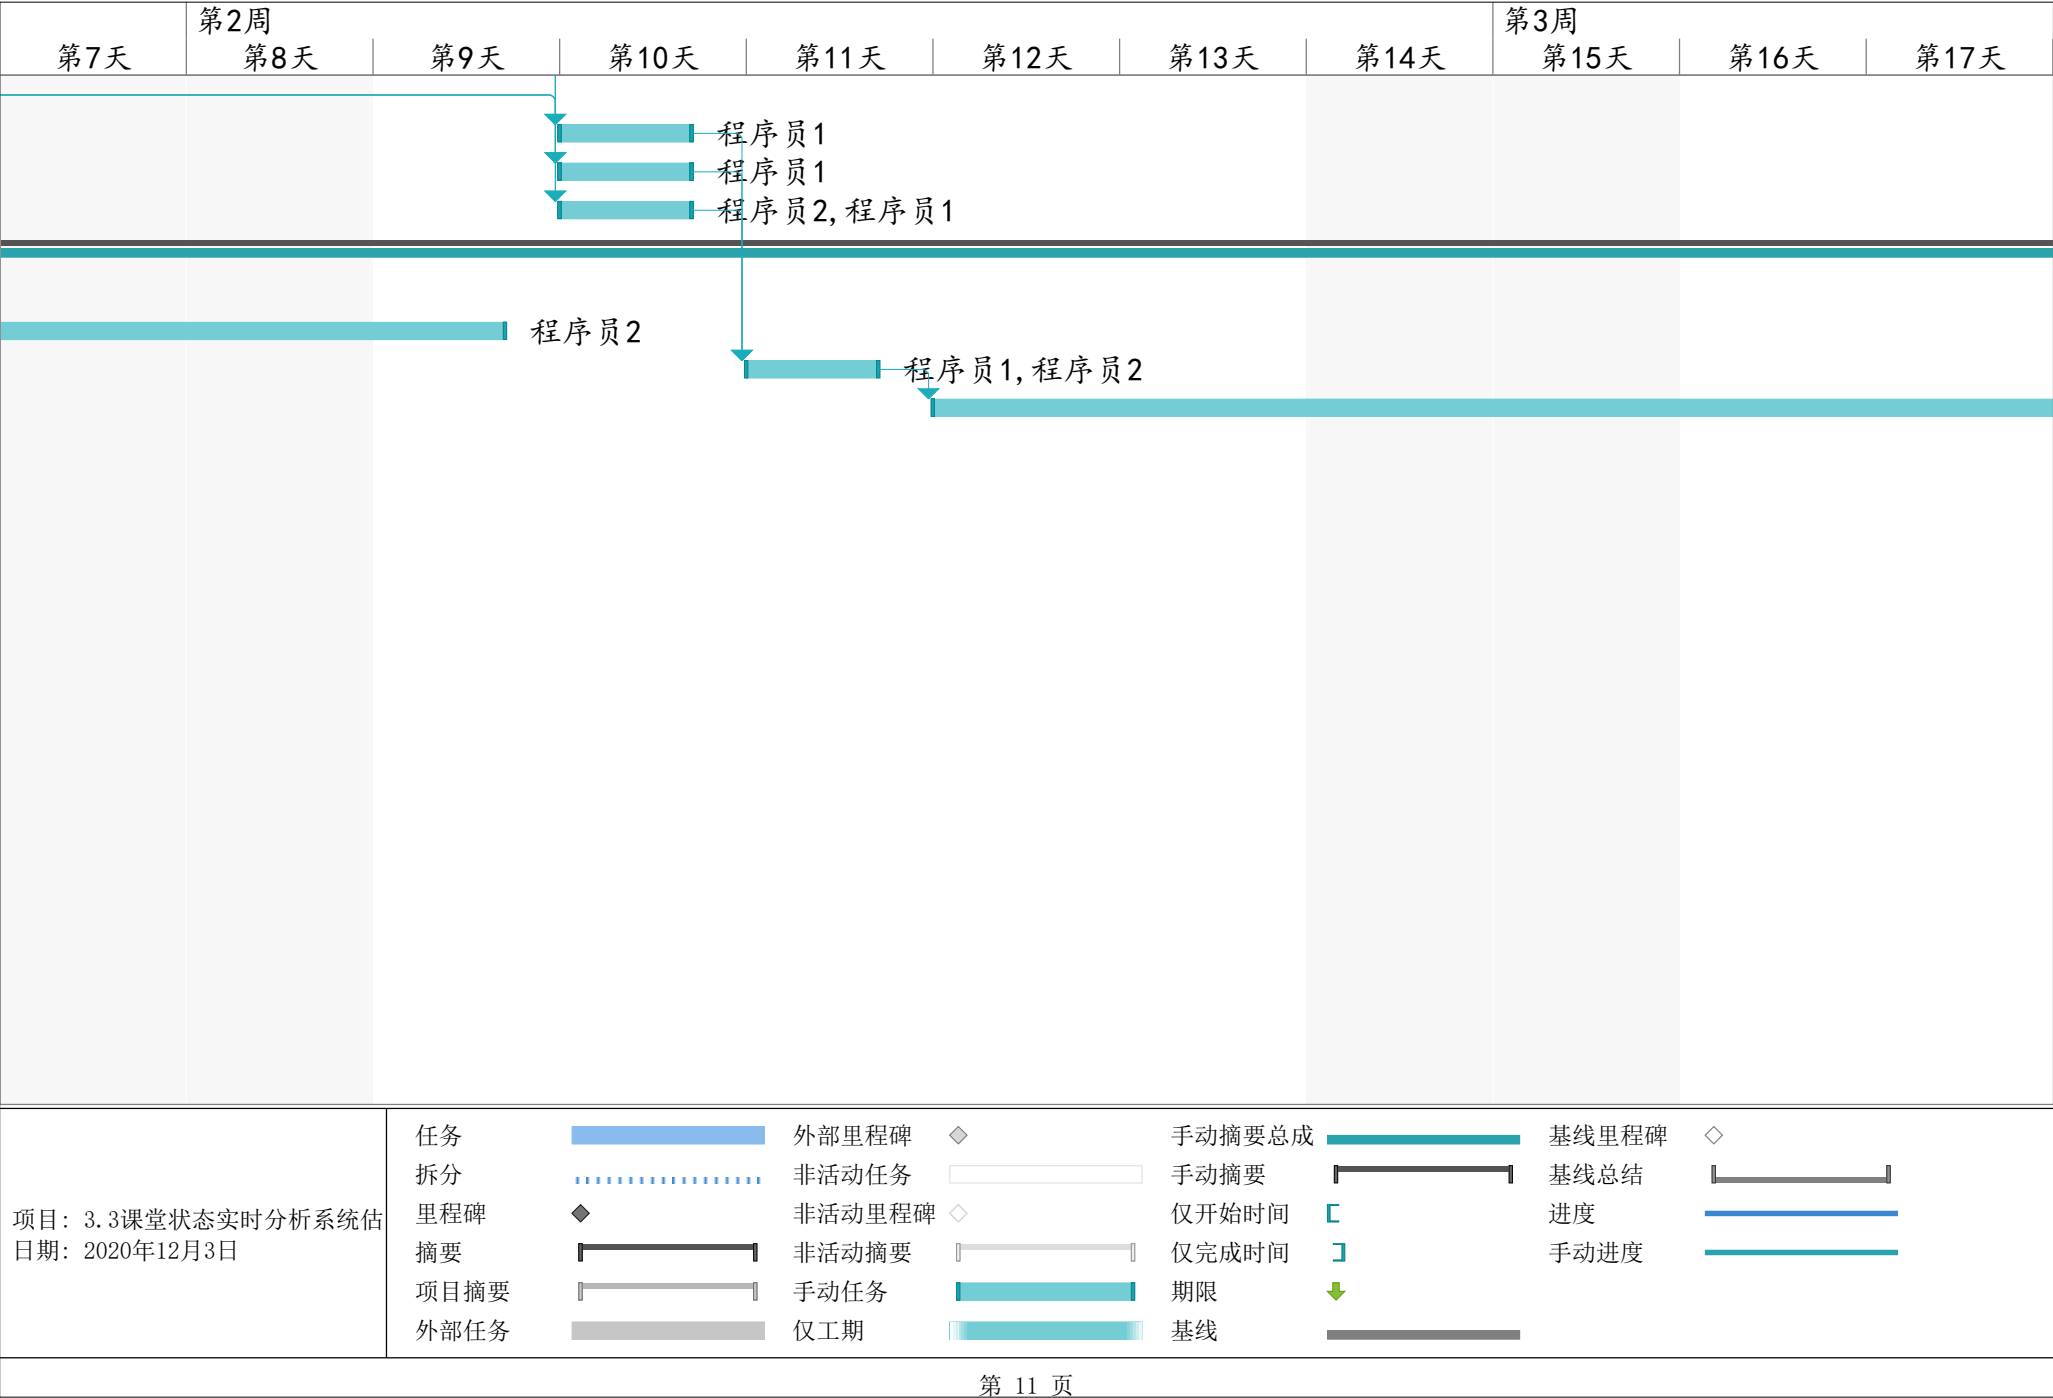 第2周 第3周
第7天 第8天 第9天 第10天 第11天 第12天 第13天 第14天 第15天 第16天 第17天
程序员1
程序员1
程序员2,程序员1
程序员2
程序员1,程序员2
项目: 3.3课堂状态实时分析系统估
日期: 2020年12月3日
任务
拆分
里程碑
摘要
项目摘要
外部任务
外部里程碑
非活动任务
非活动里程碑
非活动摘要
手动任务
仅工期
手动摘要总成
手动摘要
仅开始时间
仅完成时间
期限
基线
基线里程碑
基线总结
进度
手动进度
第 11 页